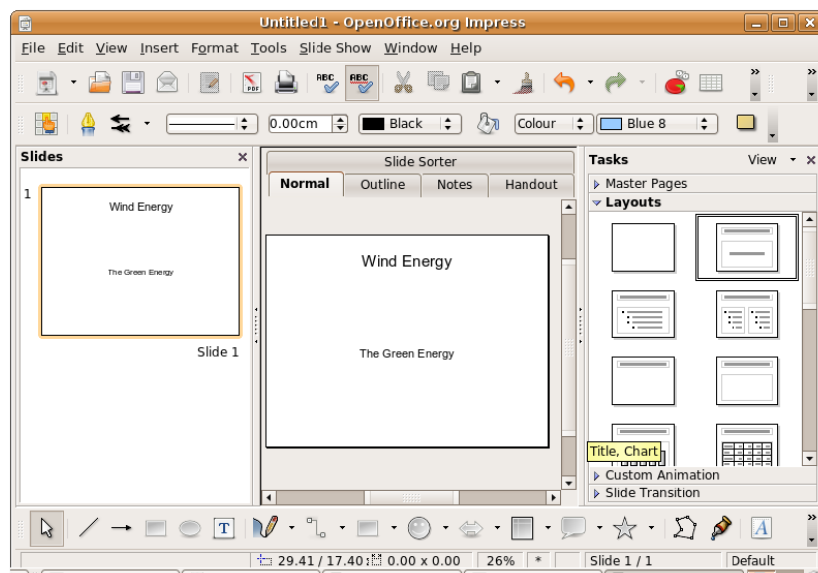 Untitled1 - OpenOffice.org Impress
File Edit View Insert Format Tools Slide Show Window Help
PDF ABC ABC
0.00cm Black Colour Blue 8
Slides
1
Wind Energy
The Green Energy
Slide 1
Slide Sorter
Normal Outline Notes Handout
Wind Energy
The Green Energy
Tasks View
Master Pages
Layouts
Title, Chart
Custom Animation
Slide Transition
T A
29.41 / 17.40 0.00 x 0.00 26% * Slide 1 / 1 Default